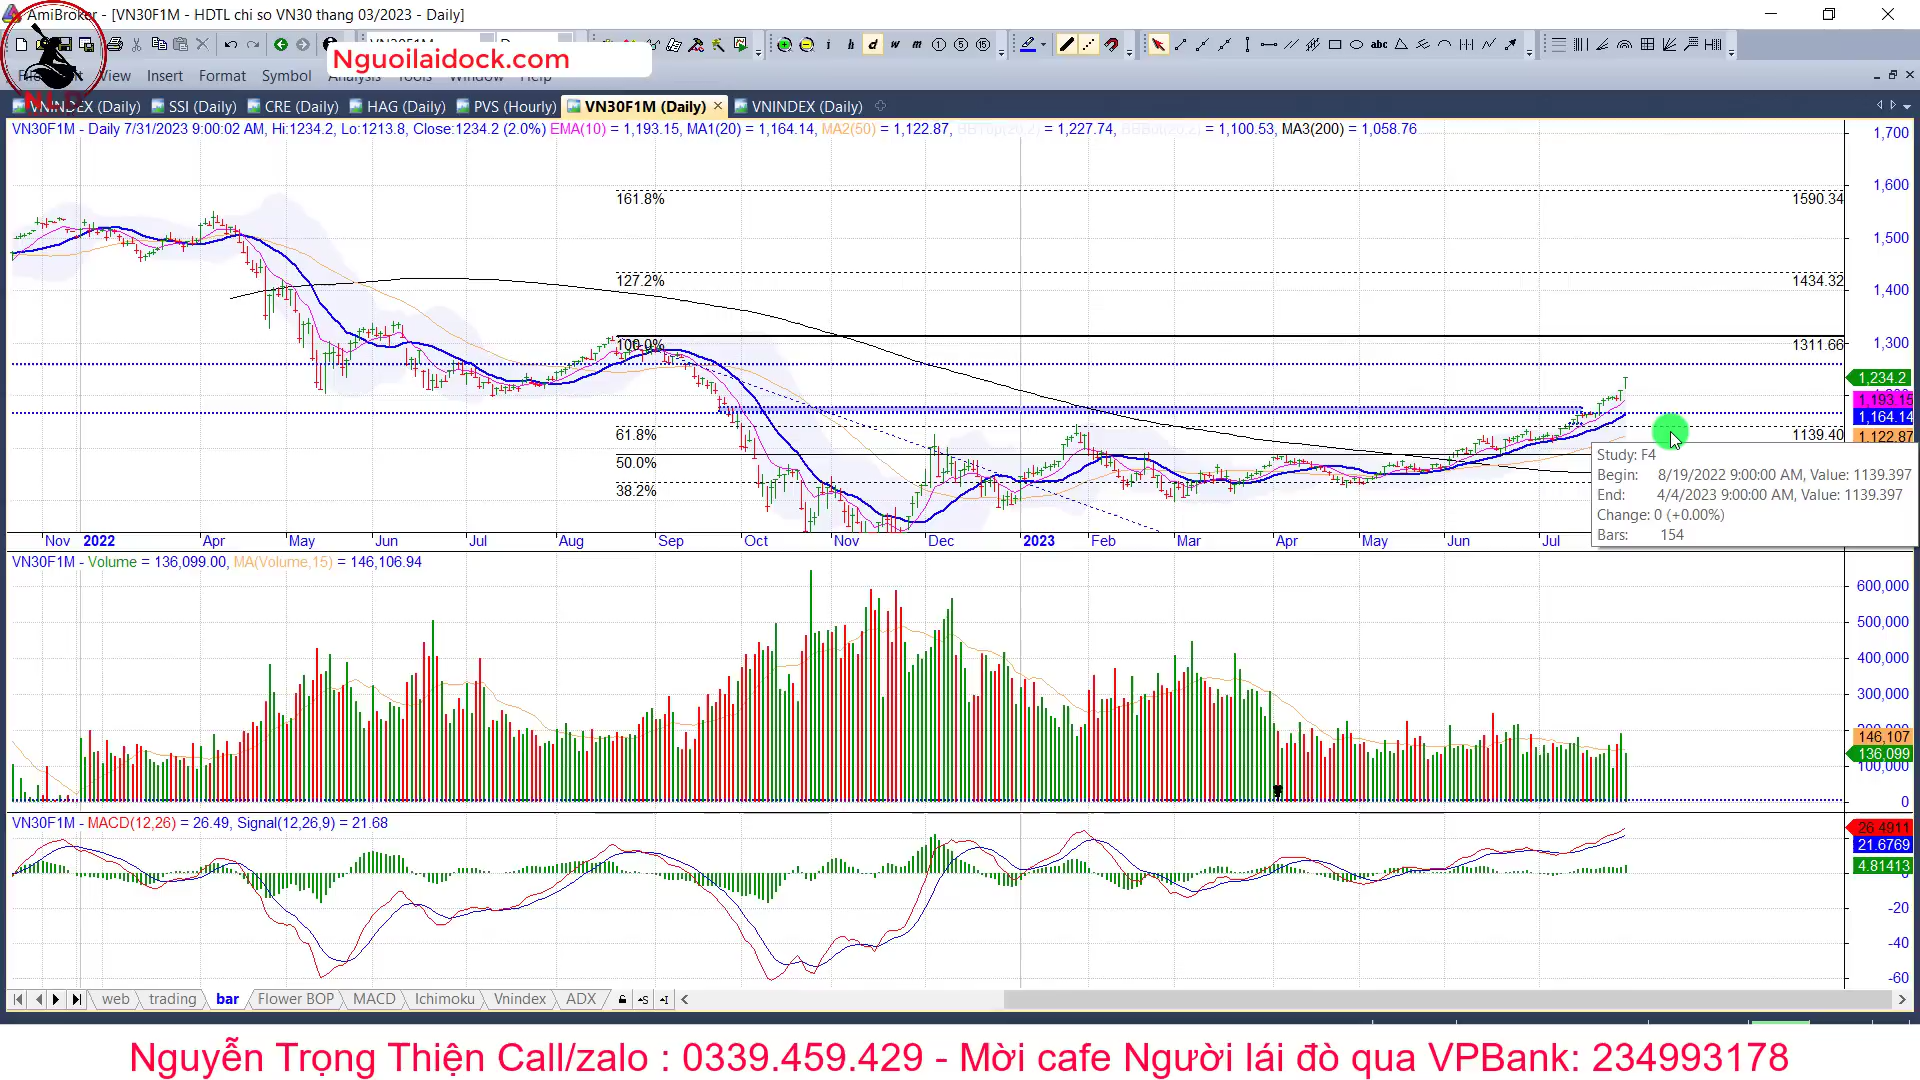 AmiBroker - [VN30F1M - HDTL chi so VN30 thang 03/2023 - Daily]
Nguoilaidock.com
View Insert Format Symbol Analysis Tools Window Help
NLD
VNINDEX (Daily) SSI (Daily) CRE (Daily) HAG (Daily) PVS (Hourly) VN30F1M (Daily) VNINDEX (Daily)
VN30F1M - Daily 7/31/2023 9:00:02 AM, Hi:1234.2, Lo:1213.8, Close:1234.2 (2.0%) EMA(10) = 1,193.15, MA1(20) = 1,164.14, MA2(50) = 1,122.87, = 1,227.74, = 1,100.53, MA3(200) = 1,058.76
1,700
1,600
161.8% 1590.34
1,500
127.2% 1434.32
1,400
100.0% 1311.66 1,300
1,234.2
1,193.15
1,164.14
61.8% 1139.40 1,122.87
50.0%
38.2%
Study: F4
Begin: 8/19/2022 9:00:00 AM, Value: 1139.397
End: 4/4/2023 9:00:00 AM, Value: 1139.397
Change: 0 (+0.00%)
Bars: 154
Nov 2022 Apr May Jun Jul Aug Sep Oct Nov Dec 2023 Feb Mar Apr May Jun Jul
VN30F1M - Volume = 136,099.00, MA(Volume,15) = 146,106.94
600,000
500,000
400,000
300,000
200,000
146,107
136,099
100,000
0
VN30F1M - MACD(12,26) = 26.49, Signal(12,26,9) = 21.68
26.4911
21.6769
4.81413
-20
-40
-60
web trading bar Flower BOP MACD Ichimoku Vnindex ADX
Nguyễn Trọng Thiện Call/zalo : 0339.459.429 - Mời cafe Người lái đò qua VPBank: 234993178